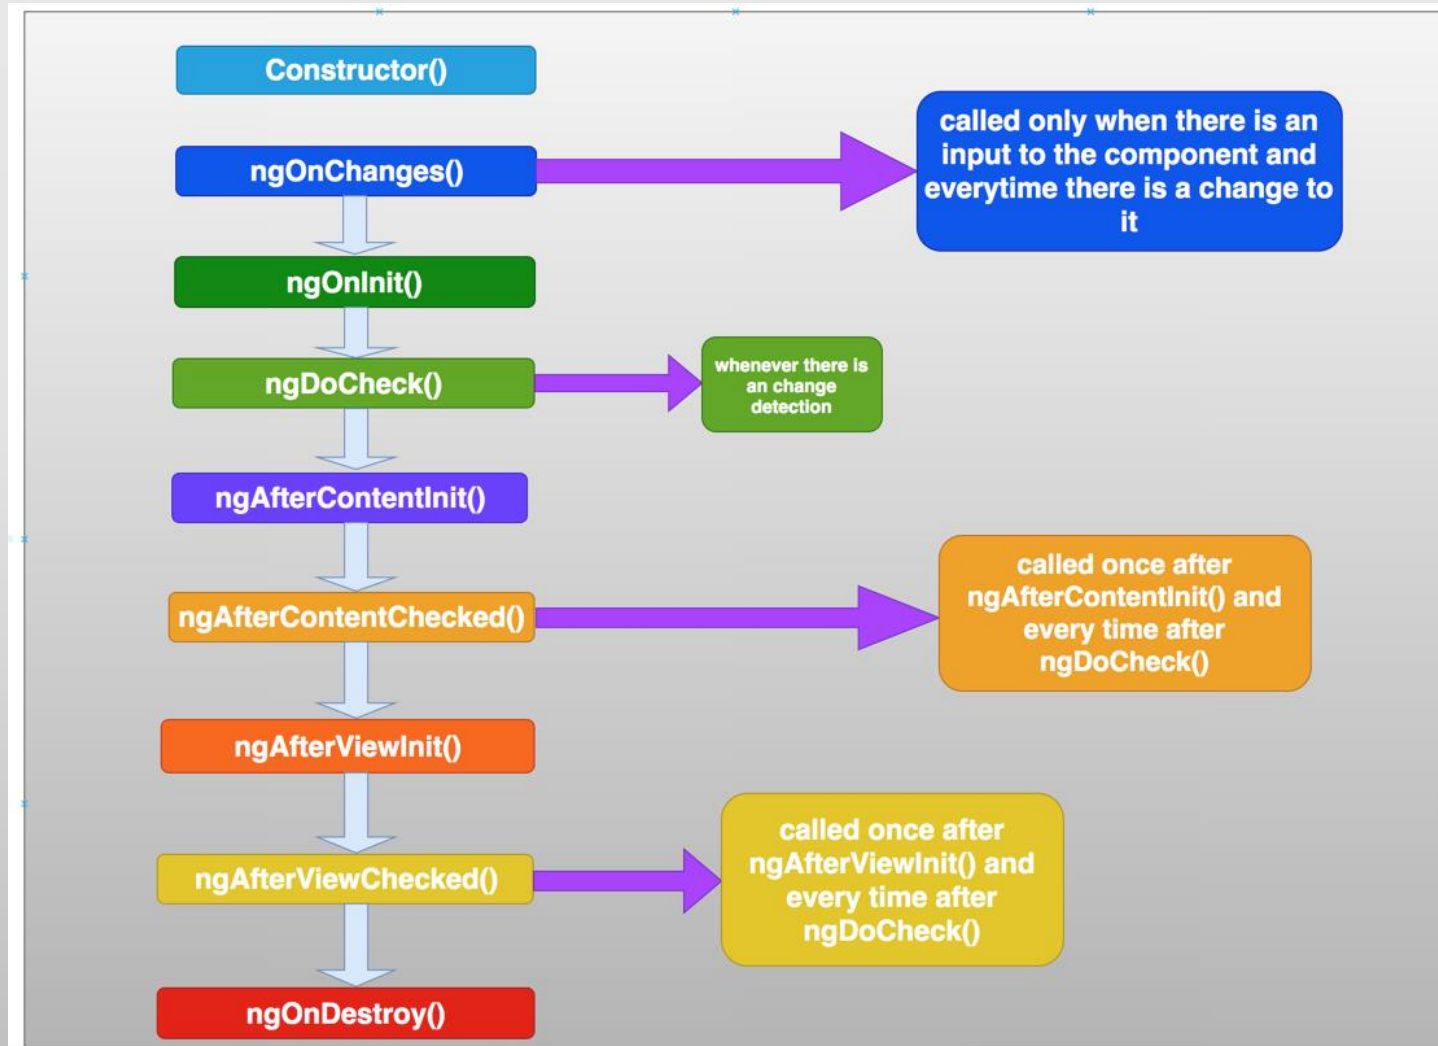 Constructor()
ngOnChanges()
called only when there is an
input to the component and
everytime there is a change to
it
ngOnInit()
ngDoCheck()
whenever there is
an change
detection
ngAfterContentInit()
ngAfterContentChecked()
called once after
ngAfterContentInit() and
every time after
ngDoCheck()
ngAfterViewInit()
ngAfterViewChecked()
called once after
ngAfterViewInit() and
every time after
ngDoCheck()
ngOnDestroy()